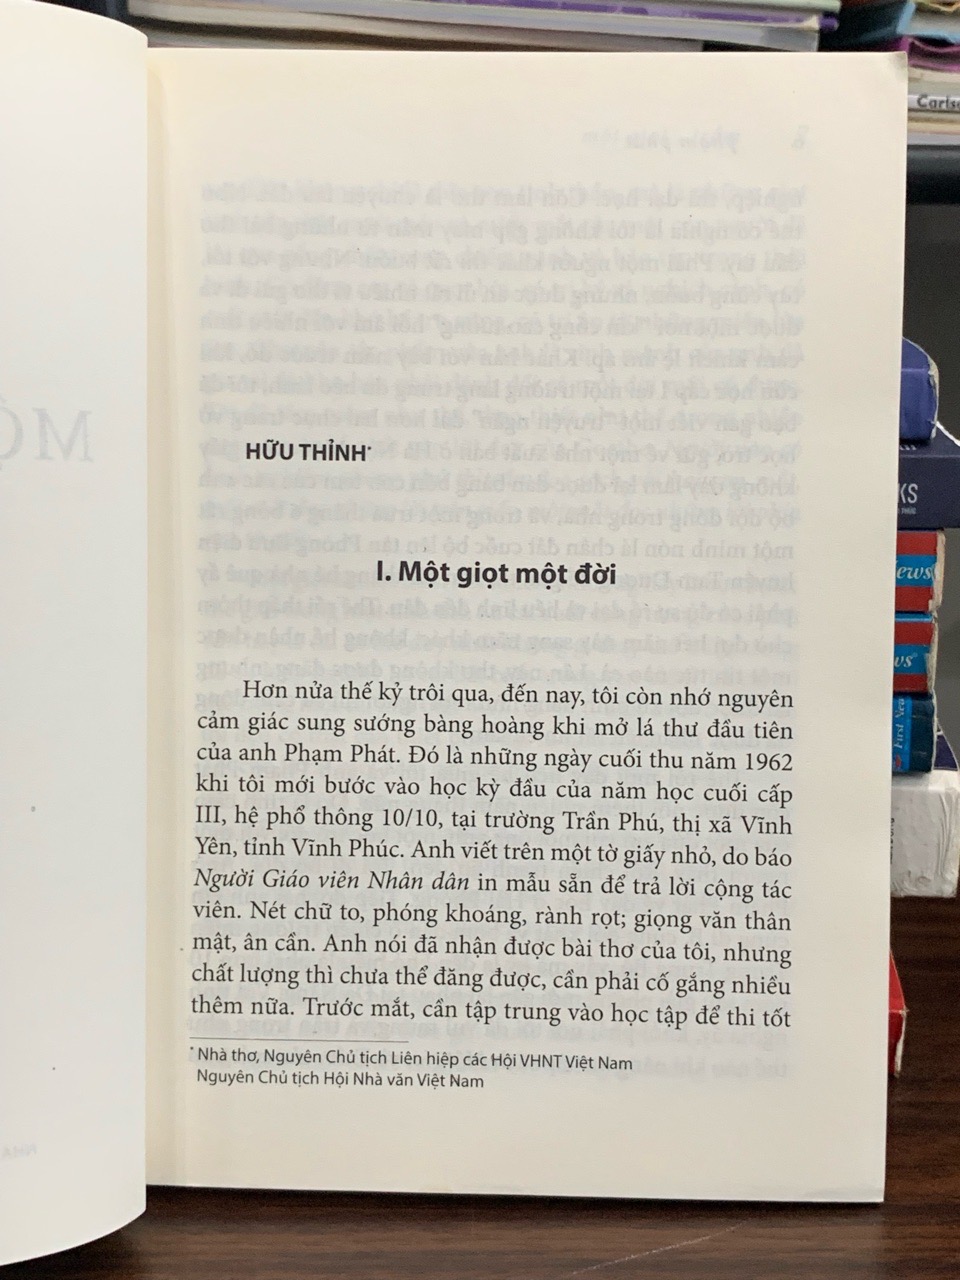 HỮU THỈNH*
I. Một giọt một đời
Hơn nửa thế kỷ trôi qua, đến nay, tôi còn nhớ nguyên
cảm giác sung sướng bàng hoàng khi mở lá thư đầu tiên
của anh Phạm Phát. Đó là những ngày cuối thu năm 1962
khi tôi mới bước vào học kỳ đầu của năm học cuối cấp
III, hệ phổ thông 10/10, tại trường Trần Phú, thị xã Vĩnh
Yên, tỉnh Vĩnh Phúc. Anh viết trên một tờ giấy nhỏ, do báo
Người Giáo viên Nhân dân in mẫu sẵn để trả lời cộng tác
viên. Nét chữ to, phóng khoáng, rành rọt; giọng văn thân
mật, ân cần. Anh nói đã nhận được bài thơ của tôi, nhưng
chất lượng thì chưa thể đăng được, cần phải cố gắng nhiều
thêm nữa. Trước mắt, cần tập trung vào học tập để thi tốt
* Nhà thơ, Nguyên Chủ tịch Liên hiệp các Hội VHNT Việt Nam
Nguyên Chủ tịch Hội Nhà văn Việt Nam
KS
ews
ws
First New